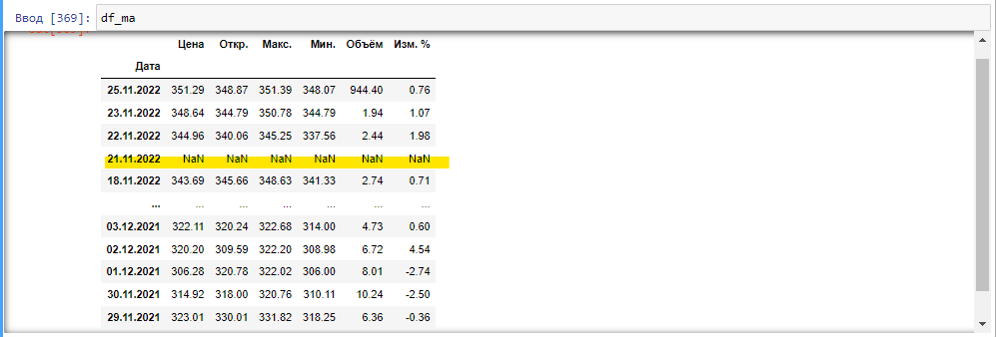 Ввод [369]: df_ma
Цена Откр. Макс. Мин. Объём Изм. %
Дата
25.11.2022 351.29 348.87 351.39 348.07 944.40 0.76
23.11.2022 348.64 344.79 350.78 344.79 1.94 1.07
22.11.2022 344.96 340.06 345.25 337.56 2.44 1.98
21.11.2022 NaN NaN NaN NaN NaN NaN
18.11.2022 343.69 345.66 348.63 341.33 2.74 0.71
... ... ... ... ... ... ...
03.12.2021 322.11 320.24 322.68 314.00 4.73 0.60
02.12.2021 320.20 309.59 322.20 308.98 6.72 4.54
01.12.2021 306.28 320.78 322.02 306.00 8.01 -2.74
30.11.2021 314.92 318.00 320.76 310.11 10.24 -2.50
29.11.2021 323.01 330.01 331.82 318.25 6.36 -0.36